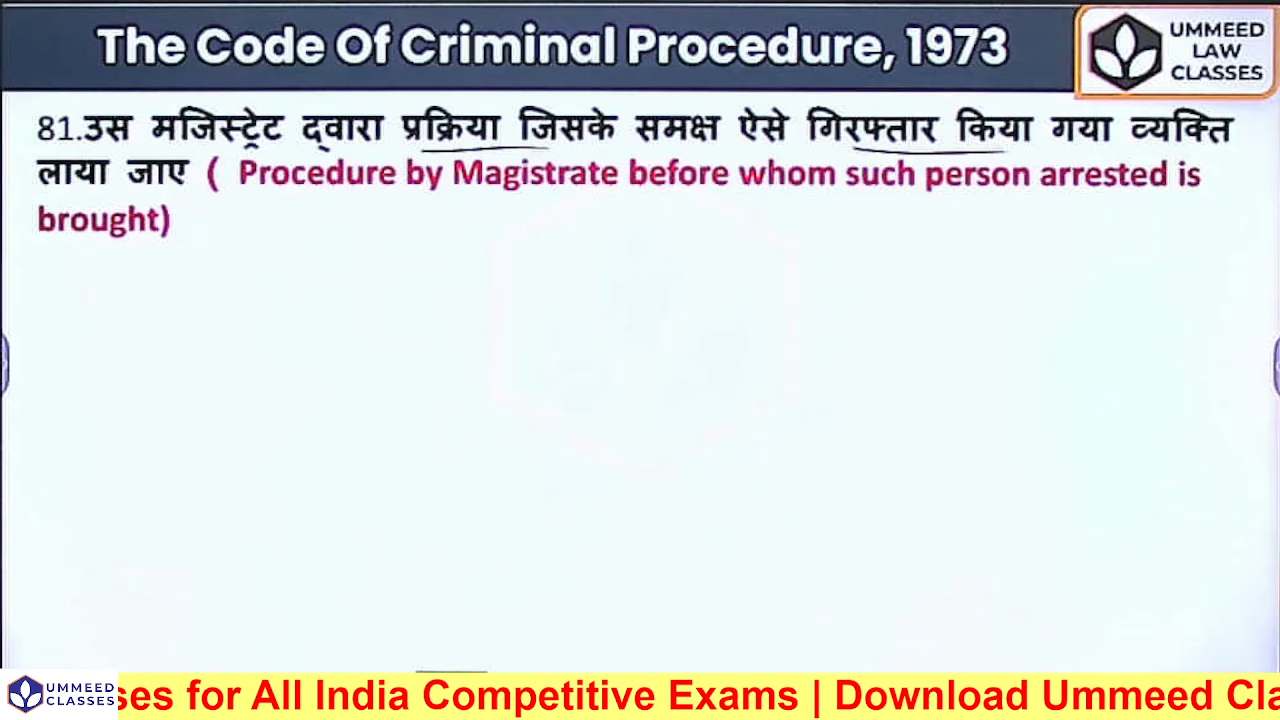 The Code Of Criminal Procedure, 1973
UMMEED
LAW
CLASSES
81.उस मजिस्ट्रेट द्वारा प्रक्रिया जिसके समक्ष ऐसे गिरफ्तार किया गया व्यक्ति
लाया जाए ( Procedure by Magistrate before whom such person arrested is
brought)
UMMEED
CLASSES
ses for All India Competitive Exams | Download Ummeed Cla